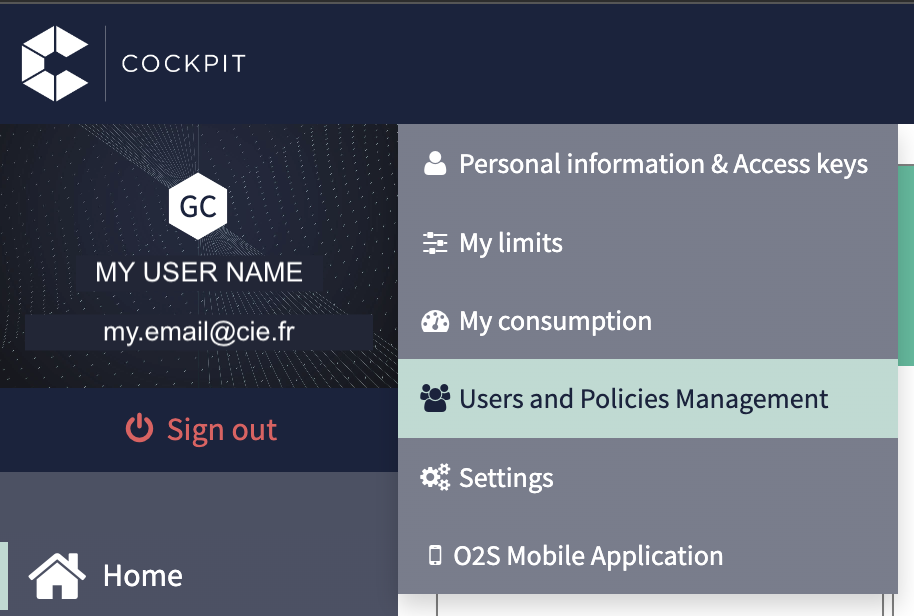 COCKPIT
GC
MY USER NAME
my.email@cie.fr
Sign out
Home
Personal information & Access keys
My limits
My consumption
Users and Policies Management
Settings
O2S Mobile Application